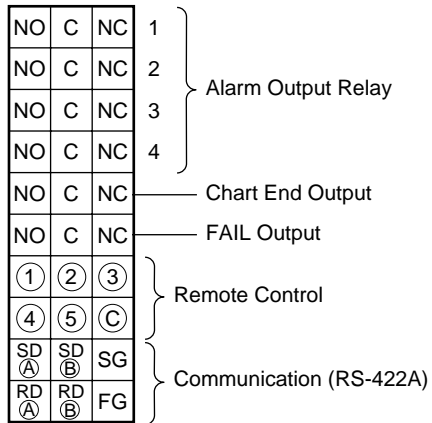 NO C NC 1
NO C NC 2
Alarm Output Relay
NO C NC 3
NO C NC 4
NO C NC Chart End Output
NO C NC FAIL Output
① ② ③
Remote Control
④ ⑤ Ⓒ
SD Ⓐ SD Ⓑ SG
Communication (RS-422A)
RD Ⓐ RD Ⓑ FG